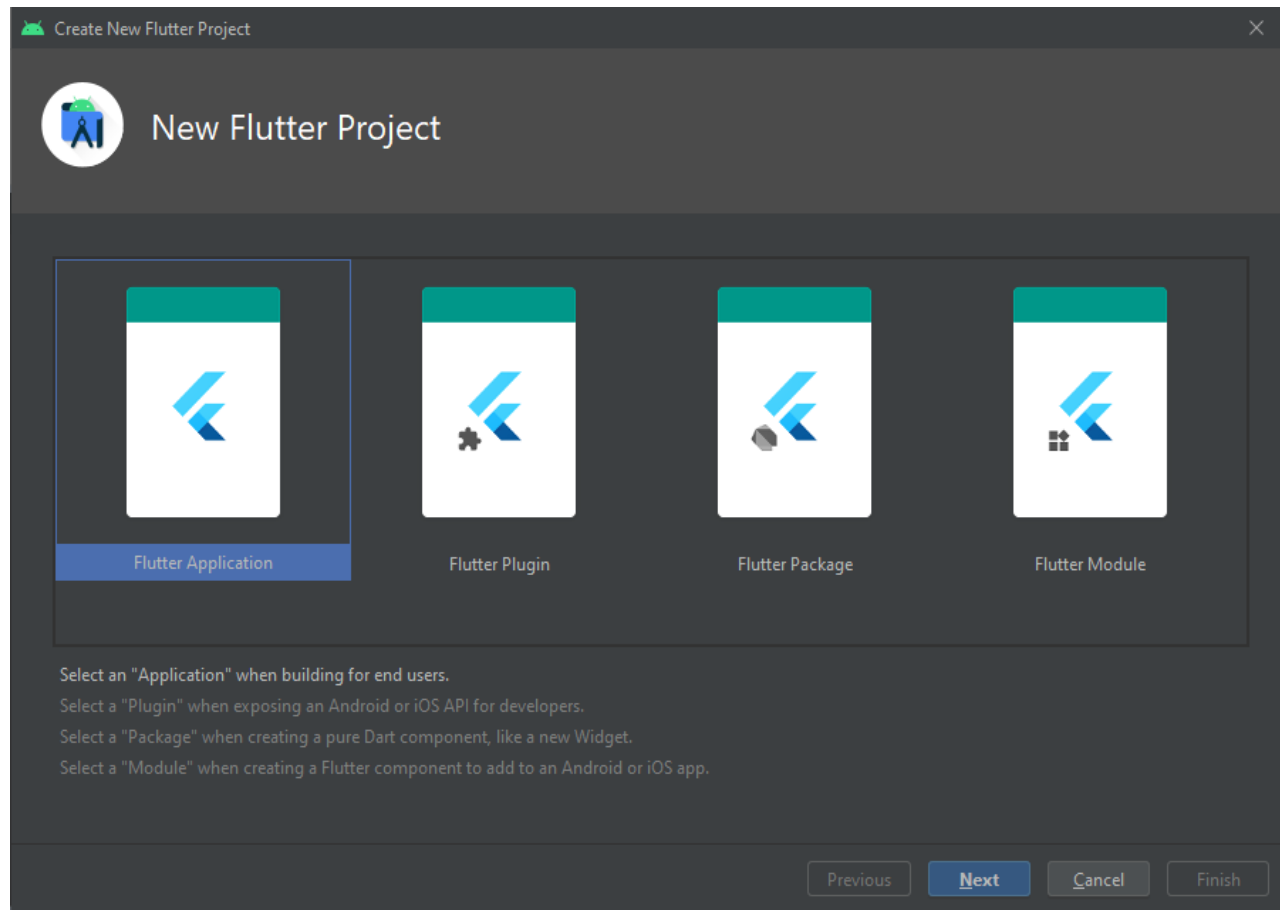 Create New Flutter Project
New Flutter Project
Flutter Application
Flutter Plugin
Flutter Package
Flutter Module
Select an "Application" when building for end users.
Select a "Plugin" when exposing an Android or iOS API for developers.
Select a "Package" when creating a pure Dart component, like a new Widget.
Select a "Module" when creating a Flutter component to add to an Android or iOS app.
Previous Next Cancel Finish